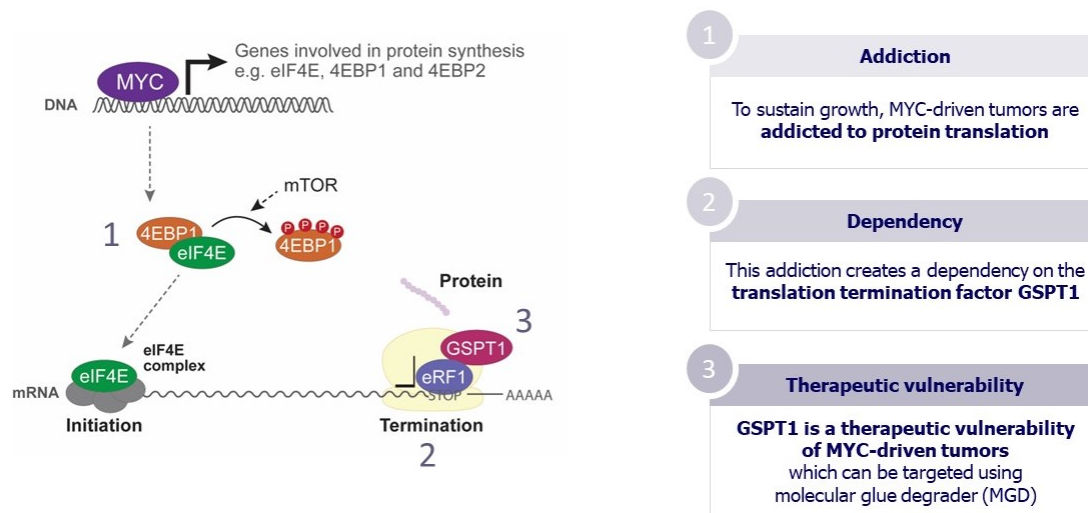 Genes involved in protein synthesis
e.g. eIF4E, 4EBP1 and 4EBP2
MYC
DNA
mTOR
1
4EBP1
eIF4E
P P P P
4EBP1
Protein
3
GSPT1
eIF4E
complex
eIF4E
eRF1
mRNA
STOP
AAAAA
Initiation
Termination
2
1
Addiction
To sustain growth, MYC-driven tumors are
addicted to protein translation
2
Dependency
This addiction creates a dependency on the
translation termination factor GSPT1
3
Therapeutic vulnerability
GSPT1 is a therapeutic vulnerability
of MYC-driven tumors
which can be targeted using
molecular glue degrader (MGD)